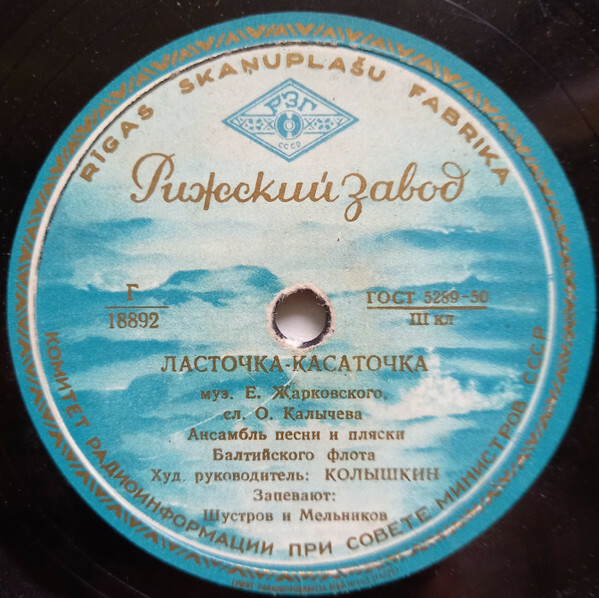 RĪGAS SKAŅUPLAŠU FABRIKA
РЗГ
СССР
Рижский завод
Г
18892
ГОСТ 5289-50
III кл
ЛАСТОЧКА-КАСАТОЧКА
муз. Е. Жарковского,
сл. О. Калычева
Ансамбль песни и пляски
Балтийского флота
Худ. руководитель: КОЛЫШКИН
Запевают:
Шустров и Мельников
КОМИТЕТ РАДИОИНФОРМАЦИИ ПРИ СОВЕТЕ МИНИСТРОВ СССР